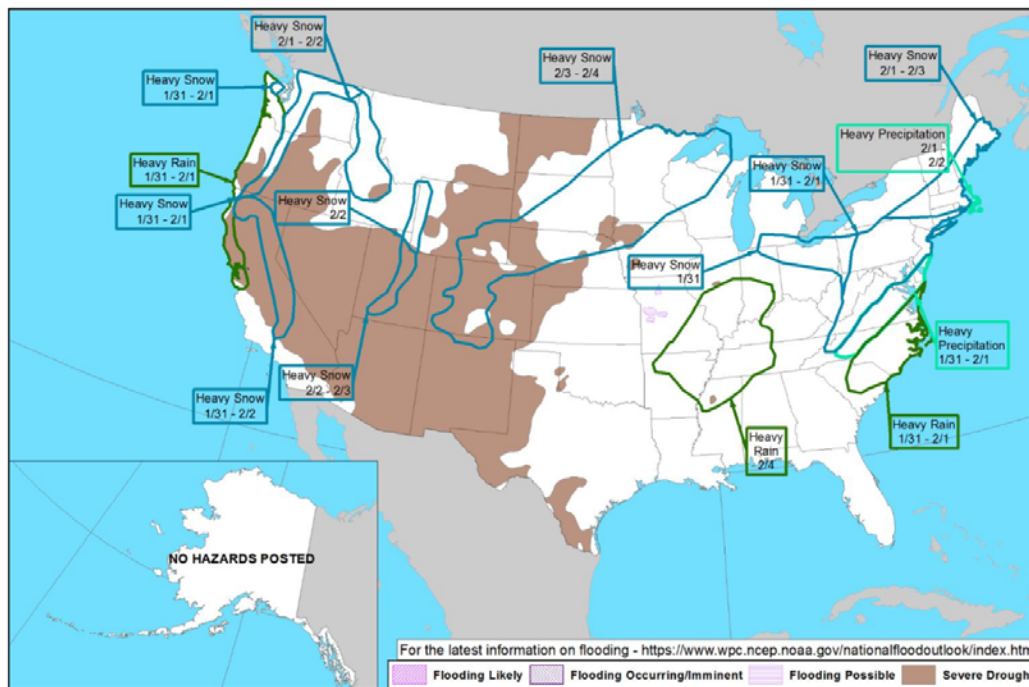 Heavy Snow
2/1 - 2/2
Heavy Snow
2/3 - 2/4
Heavy Snow
2/1 - 2/3
Heavy Snow
1/31 - 2/1
Heavy Precipitation
2/1 -
2/2
Heavy Rain
1/31 - 2/1
Heavy Snow
1/31 - 2/1
Heavy Snow
1/31 - 2/1
Heavy Snow
2/2
Heavy Snow
1/31
Heavy
Precipitation
1/31 - 2/1
Heavy Snow
2/2 - 2/3
Heavy Snow
1/31 - 2/2
Heavy Rain
1/31 - 2/1
Heavy
Rain
2/4
NO HAZARDS POSTED
For the latest information on flooding - https://www.wpc.ncep.noaa.gov/nationalfloodoutlook/index.htm
Flooding Likely
Flooding Occurring/Imminent
Flooding Possible
Severe Drough